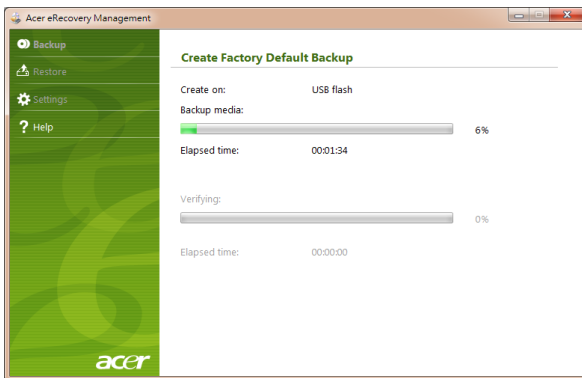 Acer eRecovery Management
Backup
Restore
Settings
Help
Create Factory Default Backup
Create on: USB flash
Backup media:
6%
Elapsed time: 00:01:34
Verifying:
0%
Elapsed time: 00:00:00
acer